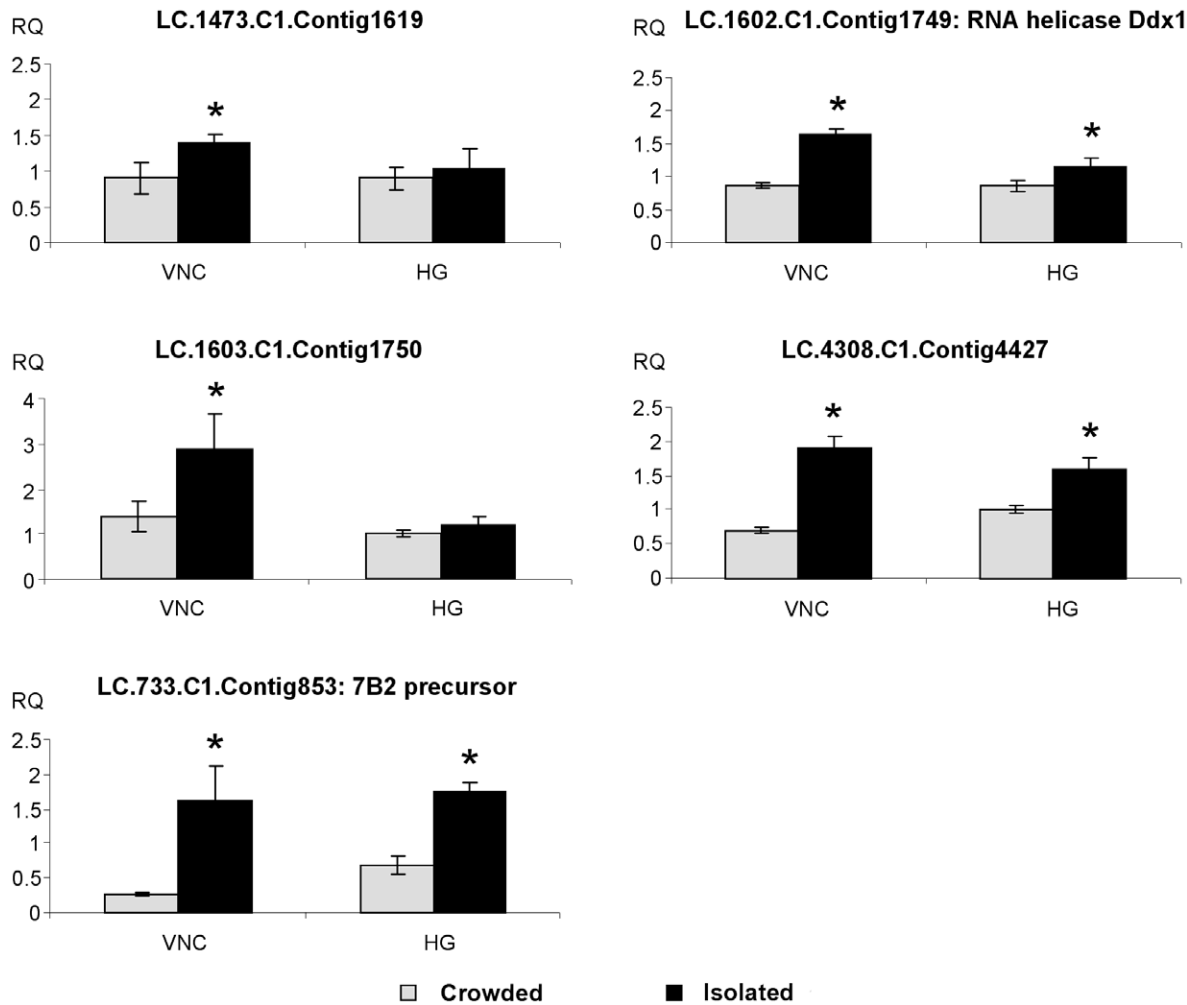 LC.1473.C1.Contig1619
RQ
2.5
2
*
1.5
1
0.5
0
VNC HG
LC.1602.C1.Contig1749: RNA helicase Ddx1
RQ
2.5
2
*
1.5
*
1
0.5
0
VNC HG
LC.1603.C1.Contig1750
RQ
*
4
3
2
1
0
VNC HG
LC.4308.C1.Contig4427
RQ
2.5
*
2
*
1.5
1
0.5
0
VNC HG
LC.733.C1.Contig853: 7B2 precursor
RQ
2.5
* *
2
1.5
1
0.5
0
VNC HG
Crowded Isolated